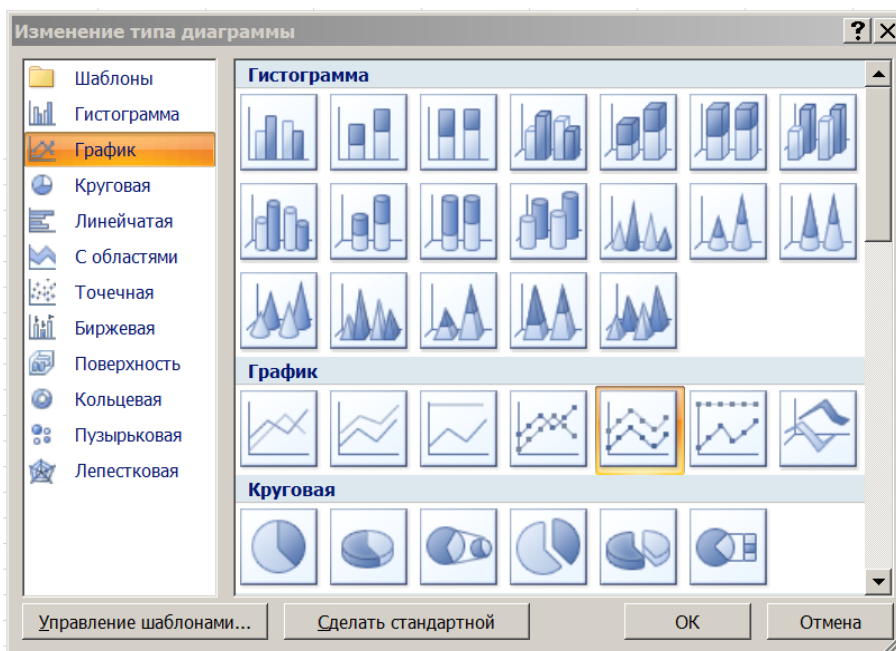 Изменение типа диаграммы
Шаблоны
Гистограмма
График
Круговая
Линейчатая
С областями
Точечная
Биржевая
Поверхность
Кольцевая
Пузырьковая
Лепестковая
Гистограмма
График
Круговая
Управление шаблонами...
Сделать стандартной
ОК
Отмена